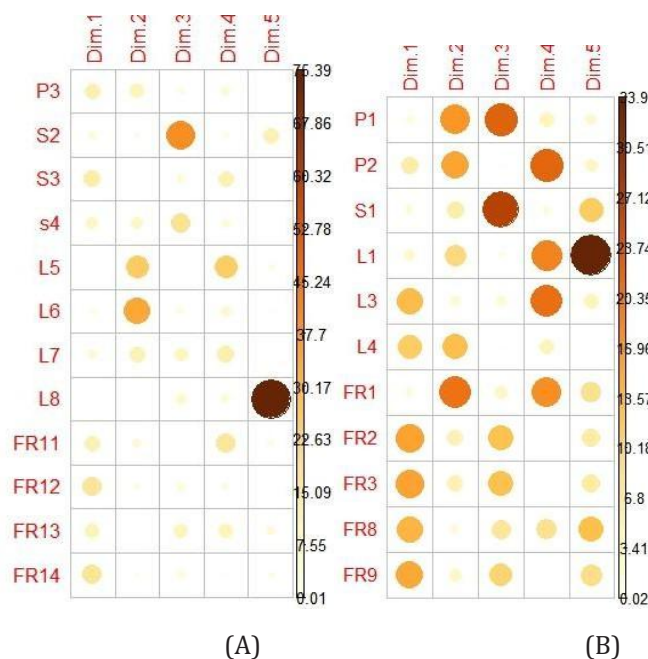 Dim.1 Dim.2 Dim.3 Dim.4 Dim.5
P3
S2
S3
s4
L5
L6
L7
L8
FR11
FR12
FR13
FR14
75.39
67.86
60.32
52.78
45.24
37.7
30.17
22.63
15.09
7.55
0.01
(A)
Dim.1 Dim.2 Dim.3 Dim.4 Dim.5
P1
P2
S1
L1
L3
L4
FR1
FR2
FR3
FR8
FR9
33.9
30.51
27.12
23.74
20.35
16.96
13.57
10.18
6.8
3.41
0.02
(B)